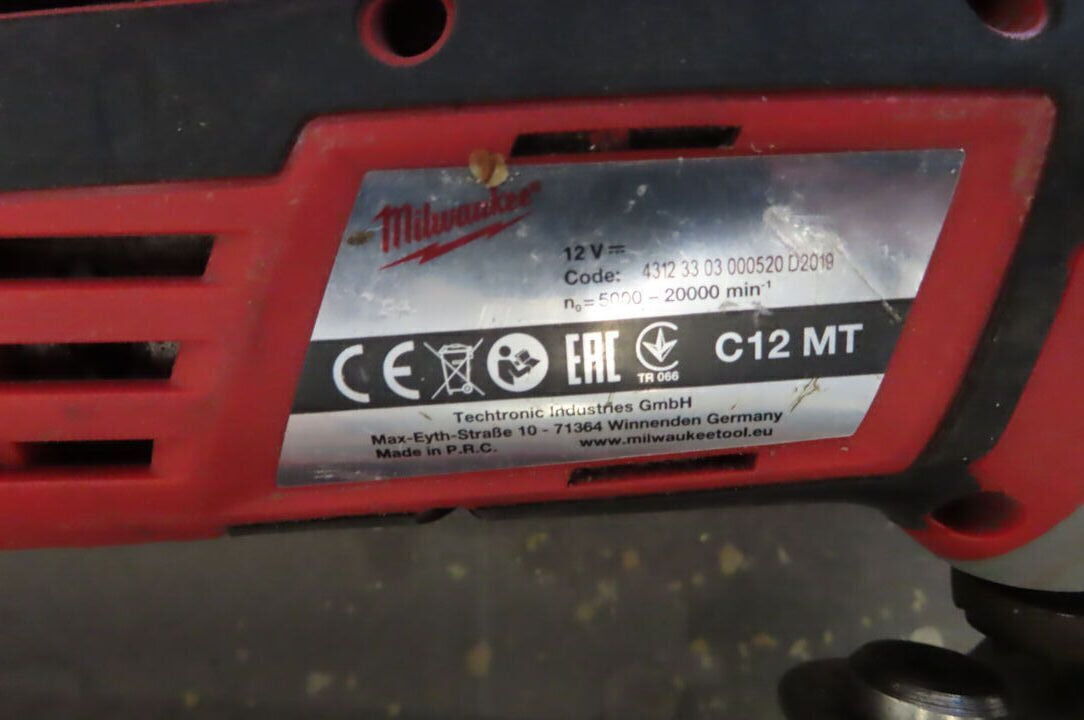 Milwaukee
12 V
Code: 4312 33 03 000520 D2019
n₀ = 5000 – 20000 min⁻¹
CE EAC TR 066 C12 MT
Techtronic Industries GmbH
Max-Eyth-Straße 10 - 71364 Winnenden Germany
Made in P.R.C. www.milwaukeetool.eu